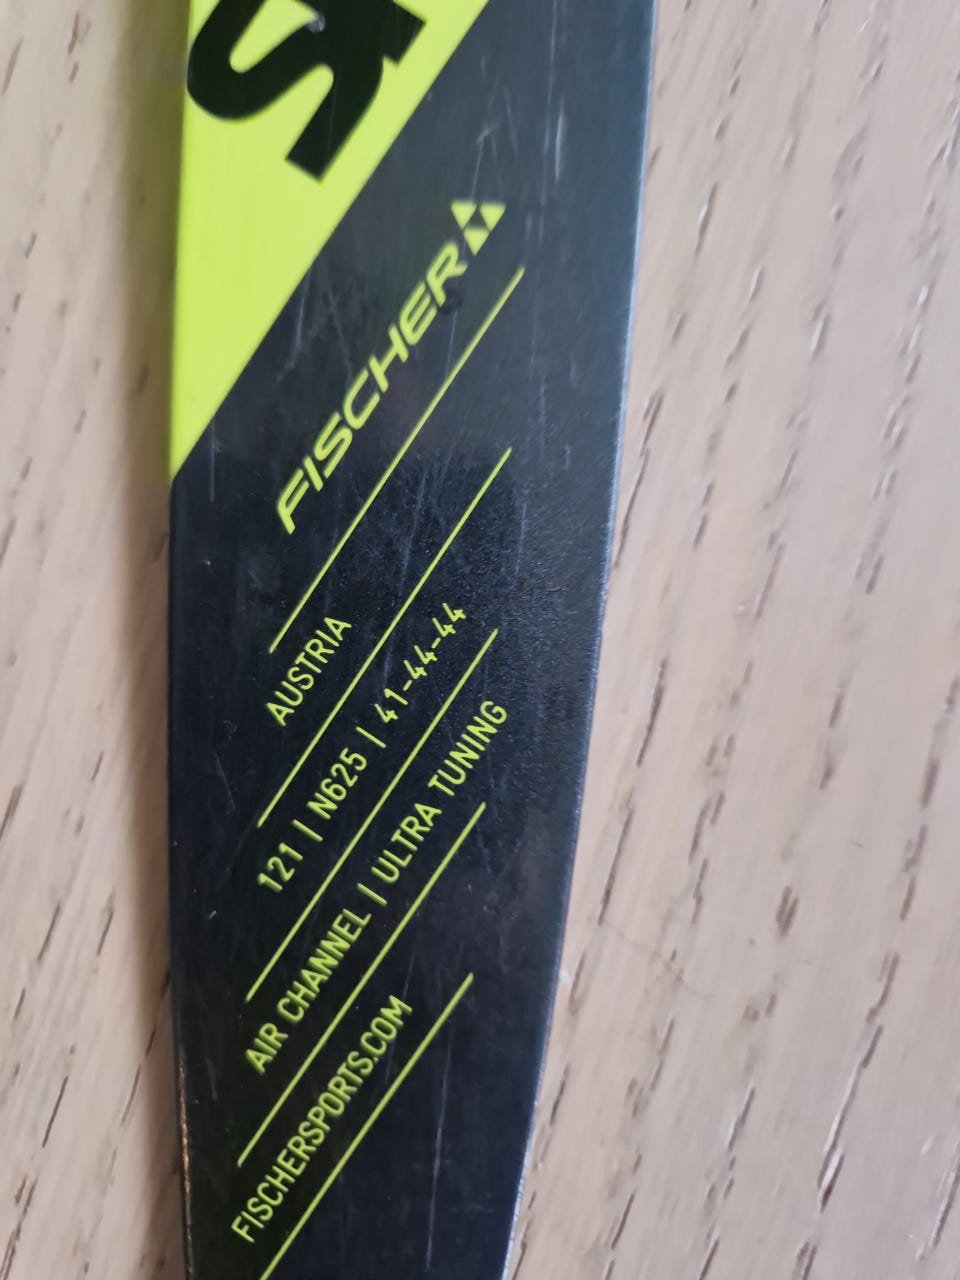 FISCHER
AUSTRIA
121 | N625 | 41-44-44
AIR CHANNEL | ULTRA TUNING
FISCHERSPORTS.COM